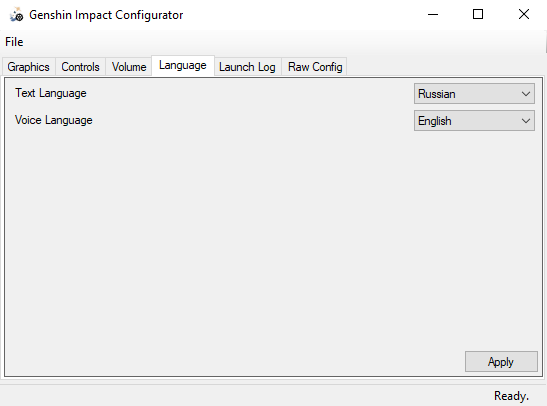 Genshin Impact Configurator
File
Graphics Controls Volume Language Launch Log Raw Config
Text Language Russian
Voice Language English
Apply
Ready.